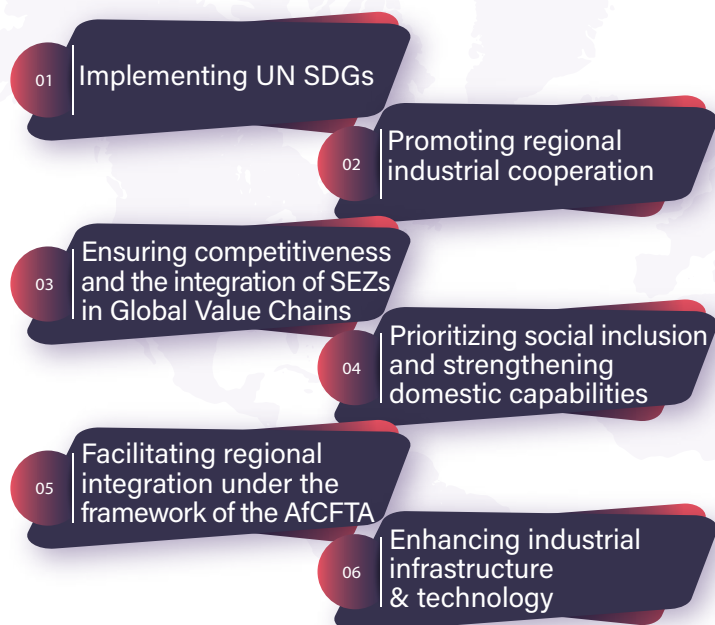 01
Implementing UN SDGs
02
Promoting regional
industrial cooperation
03
Ensuring competitiveness
and the integration of SEZs
in Global Value Chains
04
Prioritizing social inclusion
and strengthening
domestic capabilities
05
Facilitating regional
integration under the
framework of the AfCFTA
06
Enhancing industrial
infrastructure
& technology